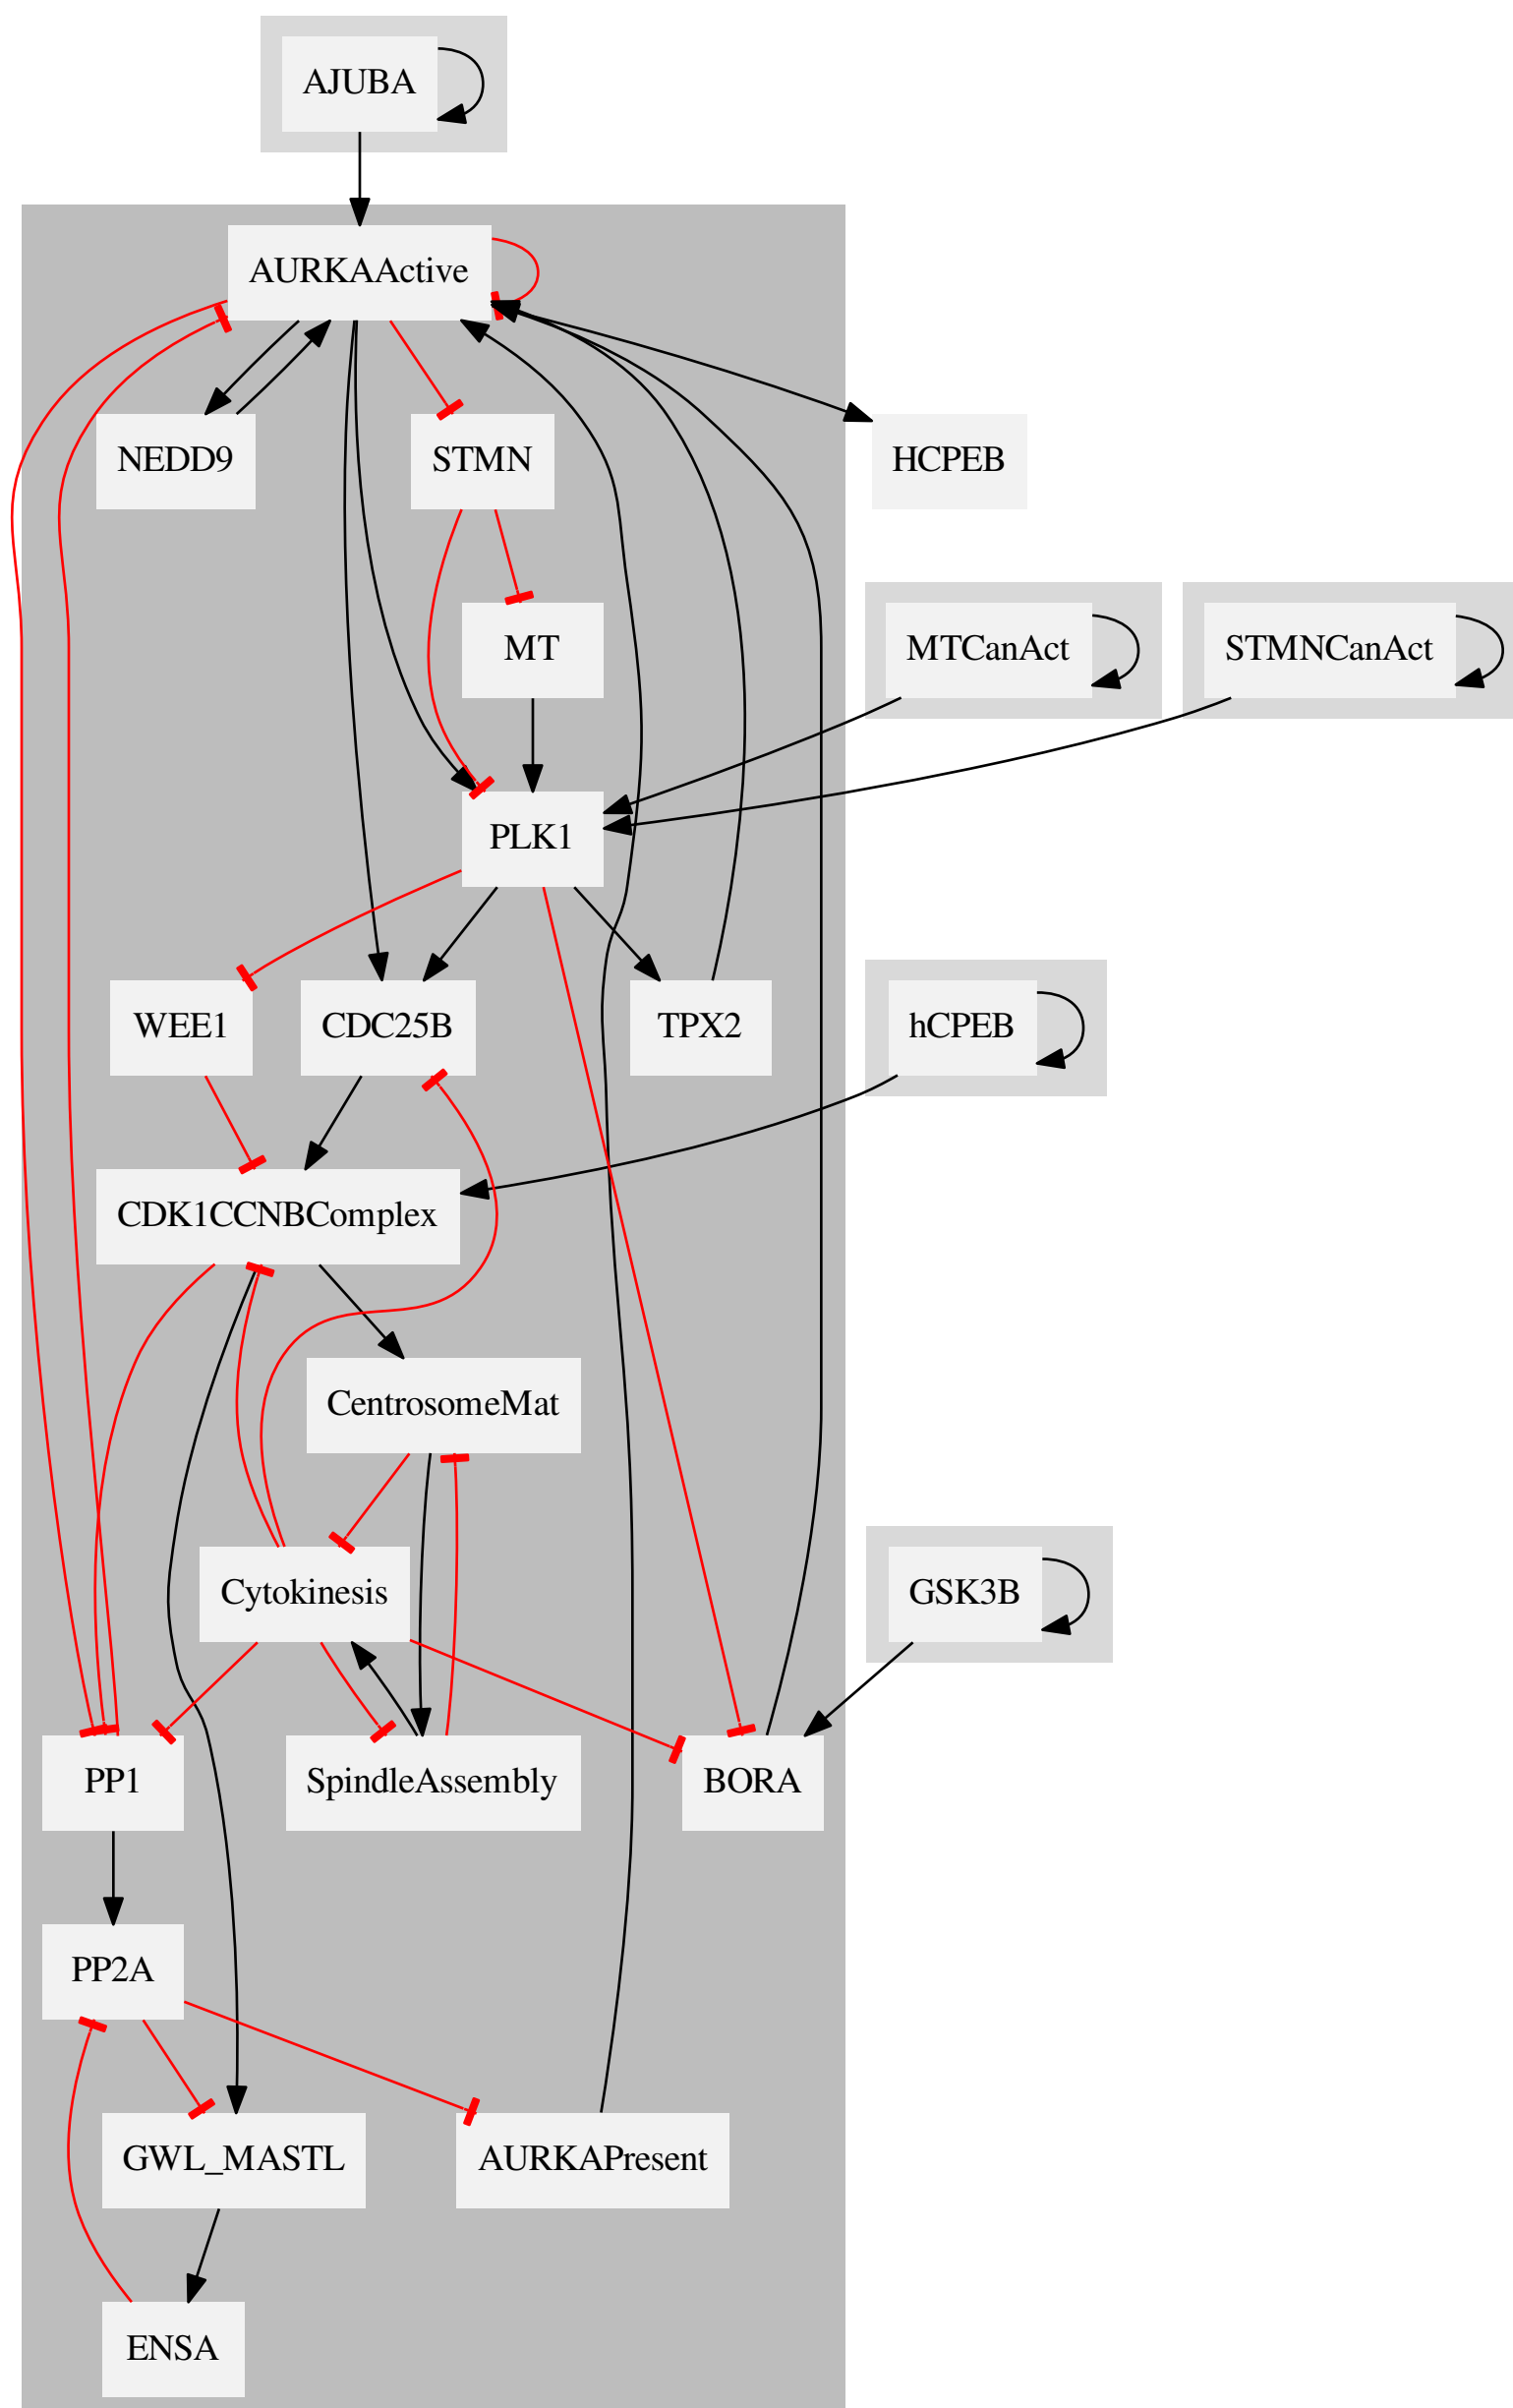 AJUBA
AURKAActive
NEDD9
STMN
HCPEB
MT
MTCanAct
STMNCanAct
PLK1
WEE1
CDC25B
TPX2
hCPEB
CDK1CCNBComplex
CentrosomeMat
Cytokinesis
GSK3B
PP1
SpindleAssembly
BORA
PP2A
GWL_MASTL
AURKAPresent
ENSA